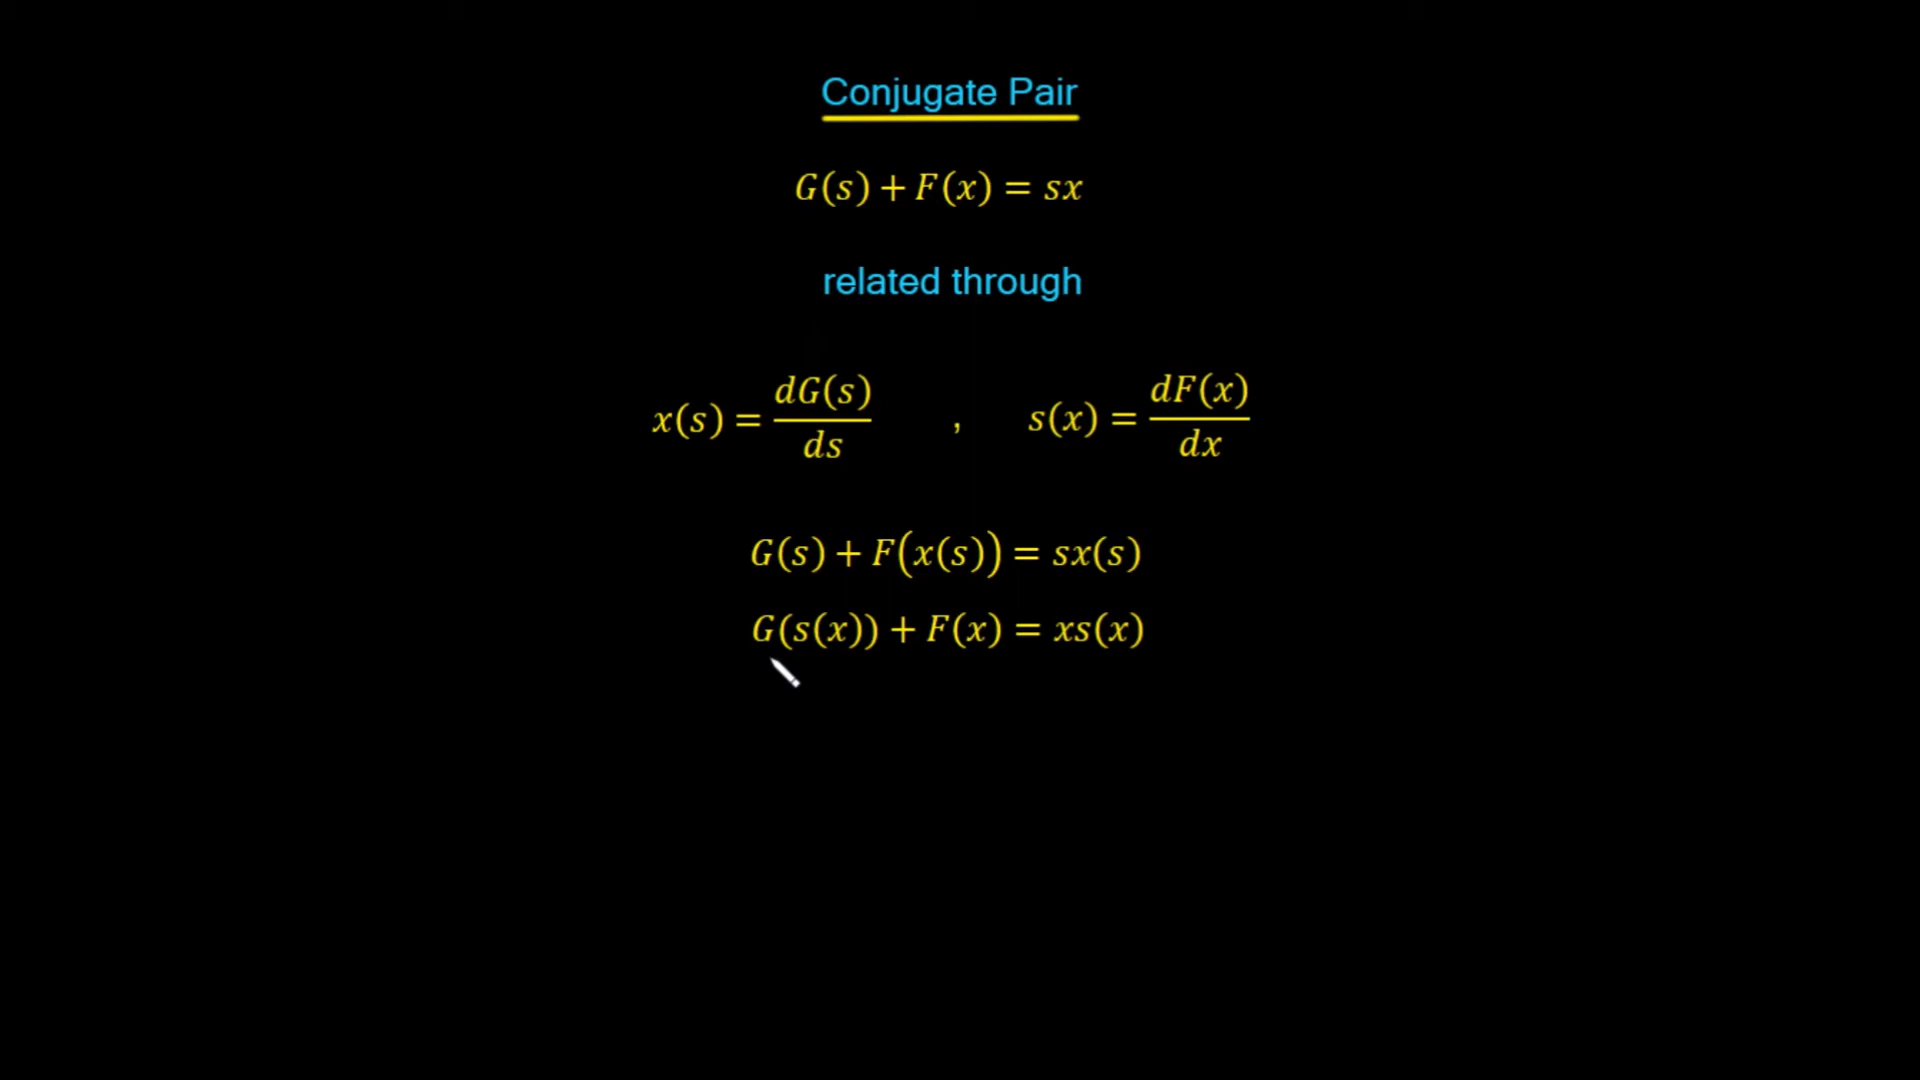 Conjugate Pair
G(s) + F(x) = sx
related through
x(s) = dG(s)/ds , s(x) = dF(x)/dx
G(s) + F(x(s)) = sx(s)
G(s(x)) + F(x) = xs(x)